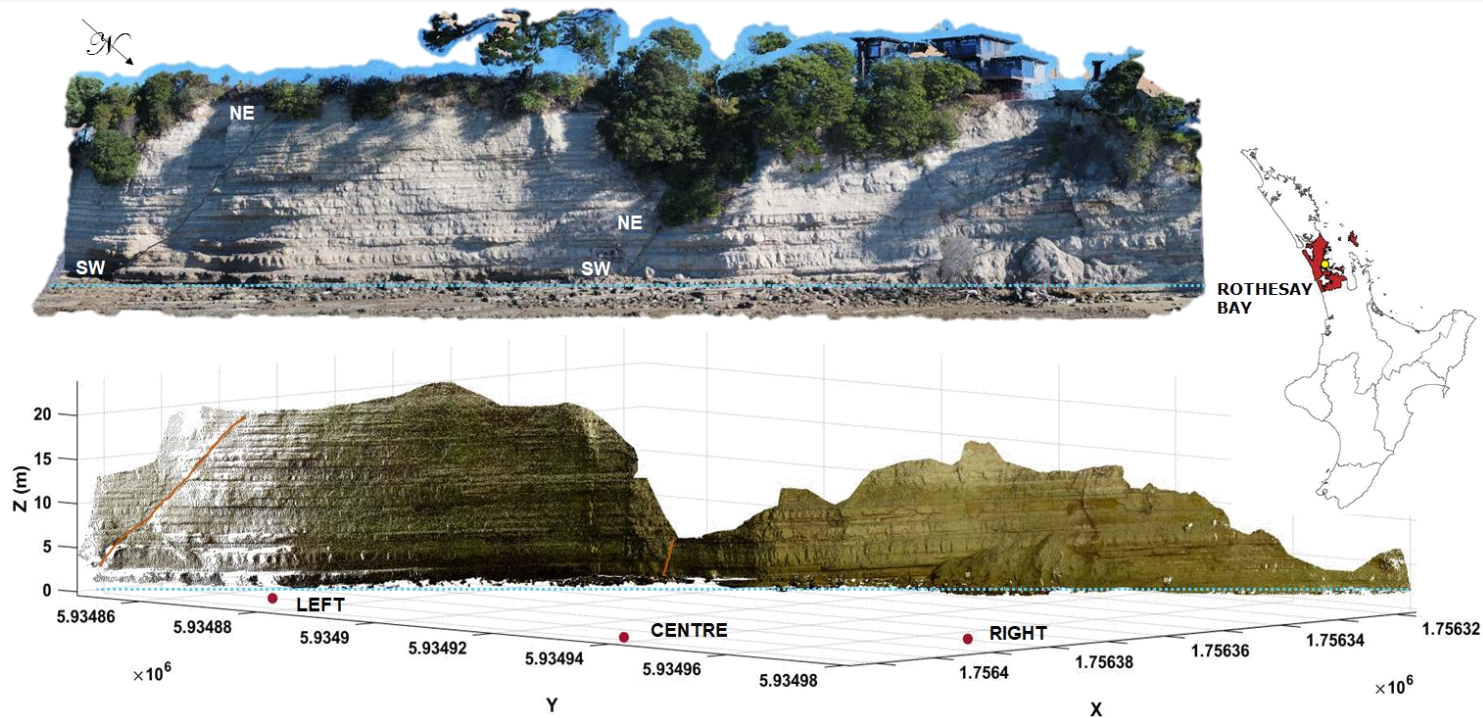 N
NE
NE
SW
SW
ROTHESAY
BAY
20
15
10
5
0
Z (m)
LEFT
CENTRE
RIGHT
5.93486
5.93488
5.9349
5.93492
5.93494
5.93496
5.93498
×10⁶
Y
1.7564
1.75638
1.75636
1.75634
1.75632
×10⁶
X